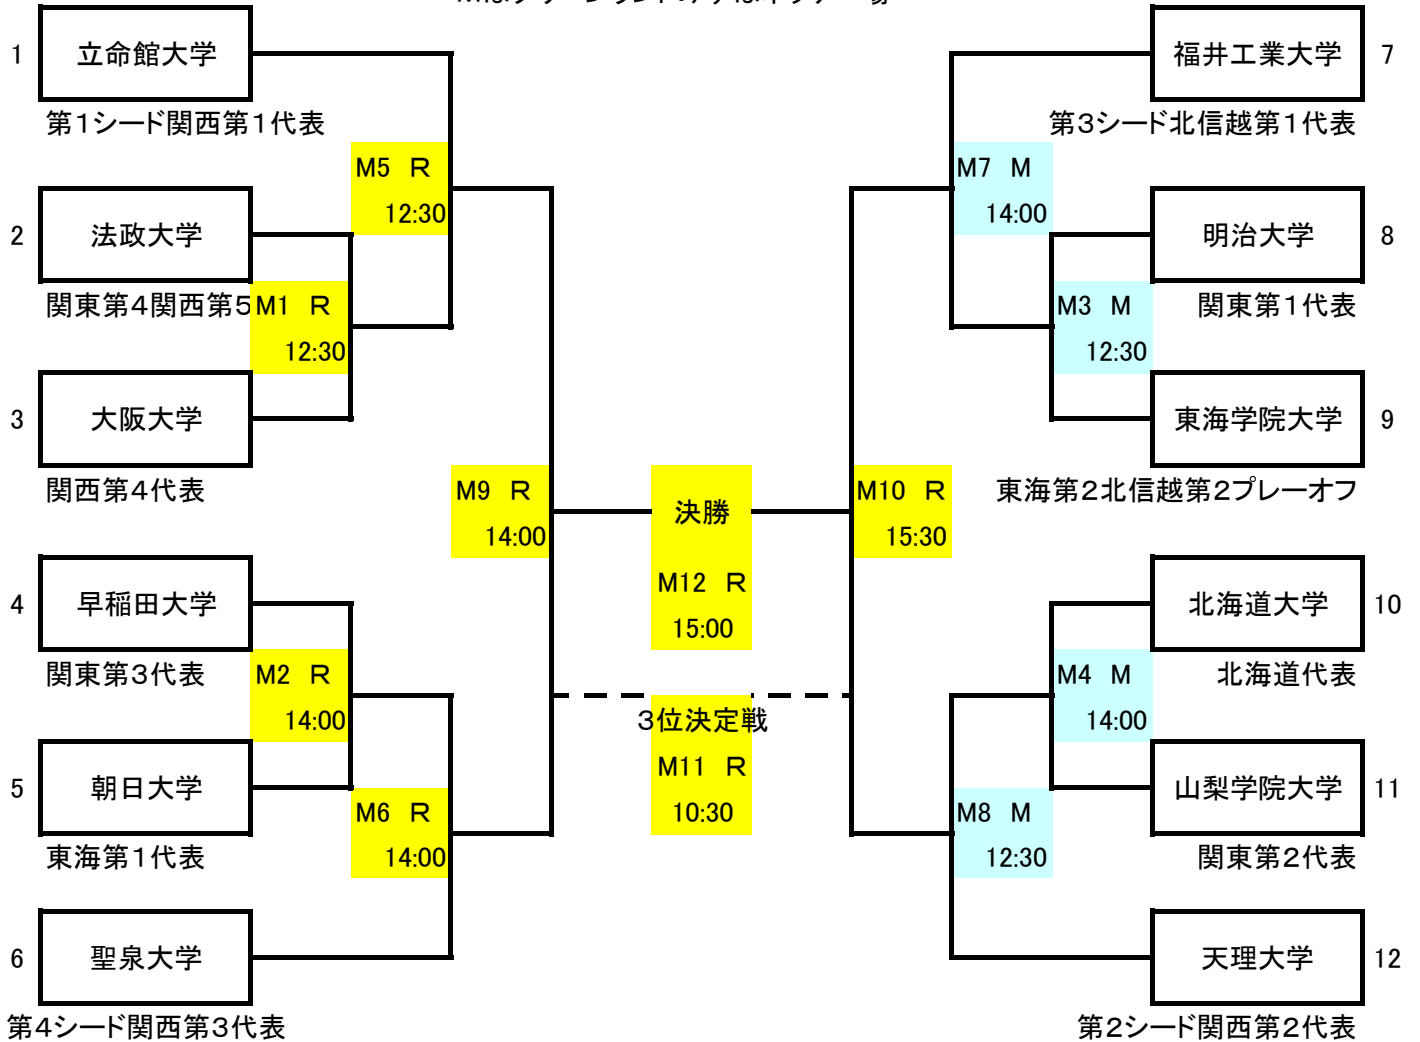 1
立命館大学
第1シード関西第1代表
M5 R
12:30
2
法政大学
関東第4関西第5
M1 R
12:30
3
大阪大学
関西第4代表
M9 R
14:00
4
早稲田大学
関東第3代表
M2 R
14:00
5
朝日大学
東海第1代表
M6 R
14:00
6
聖泉大学
第4シード関西第3代表
決勝
M12 R
15:00
3位決定戦
M11 R
10:30
福井工業大学
7
第3シード北信越第1代表
M7 M
14:00
明治大学
8
関東第1代表
M3 M
12:30
東海学院大学
9
東海第2北信越第2プレーオフ
M10 R
15:30
北海道大学
10
北海道代表
M4 M
14:00
山梨学院大学
11
関東第2代表
M8 M
12:30
天理大学
12
第2シード関西第2代表